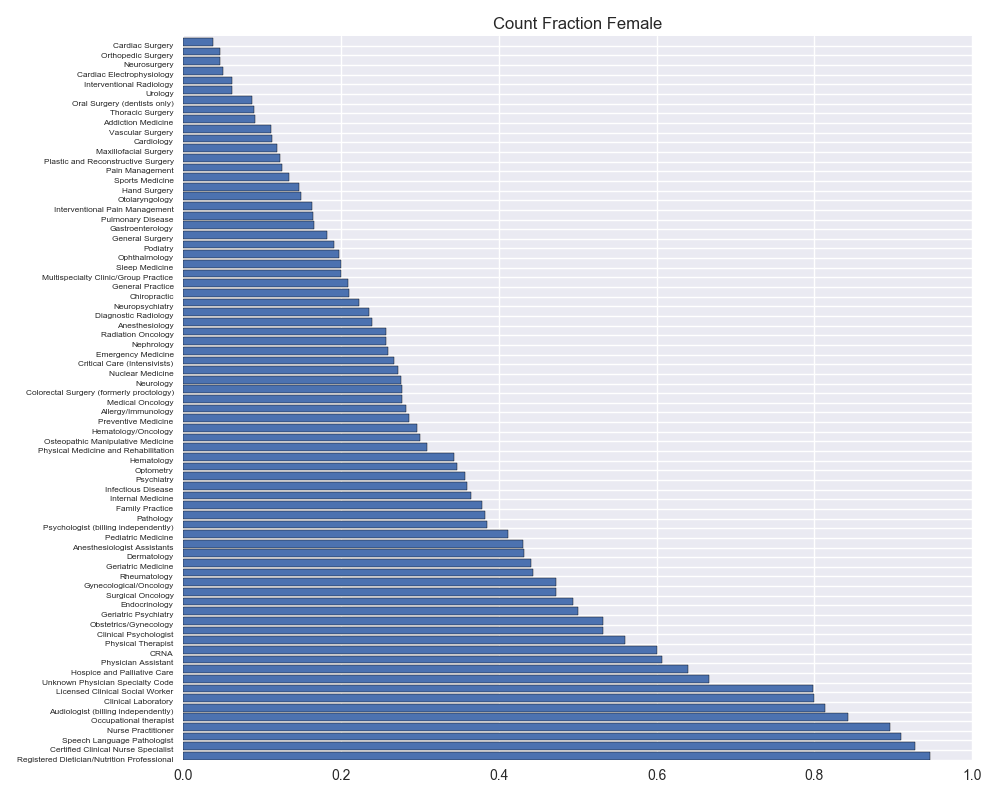 Count Fraction Female
Cardiac Surgery
Orthopedic Surgery
Neurosurgery
Cardiac Electrophysiology
Interventional Radiology
Urology
Oral Surgery (dentists only)
Thoracic Surgery
Addiction Medicine
Vascular Surgery
Cardiology
Maxillofacial Surgery
Plastic and Reconstructive Surgery
Pain Management
Sports Medicine
Hand Surgery
Otolaryngology
Interventional Pain Management
Pulmonary Disease
Gastroenterology
General Surgery
Podiatry
Ophthalmology
Sleep Medicine
Multispecialty Clinic/Group Practice
General Practice
Chiropractic
Neuropsychiatry
Diagnostic Radiology
Anesthesiology
Radiation Oncology
Nephrology
Emergency Medicine
Critical Care (Intensivists)
Nuclear Medicine
Neurology
Colorectal Surgery (formerly proctology)
Medical Oncology
Allergy/Immunology
Preventive Medicine
Hematology/Oncology
Osteopathic Manipulative Medicine
Physical Medicine and Rehabilitation
Hematology
Optometry
Psychiatry
Infectious Disease
Internal Medicine
Family Practice
Pathology
Psychologist (billing independently)
Pediatric Medicine
Anesthesiologist Assistants
Dermatology
Geriatric Medicine
Rheumatology
Gynecological/Oncology
Surgical Oncology
Endocrinology
Geriatric Psychiatry
Obstetrics/Gynecology
Clinical Psychologist
Physical Therapist
CRNA
Physician Assistant
Hospice and Palliative Care
Unknown Physician Specialty Code
Licensed Clinical Social Worker
Clinical Laboratory
Audiologist (billing independently)
Occupational therapist
Nurse Practitioner
Speech Language Pathologist
Certified Clinical Nurse Specialist
Registered Dietician/Nutrition Professional
0.0 0.2 0.4 0.6 0.8 1.0